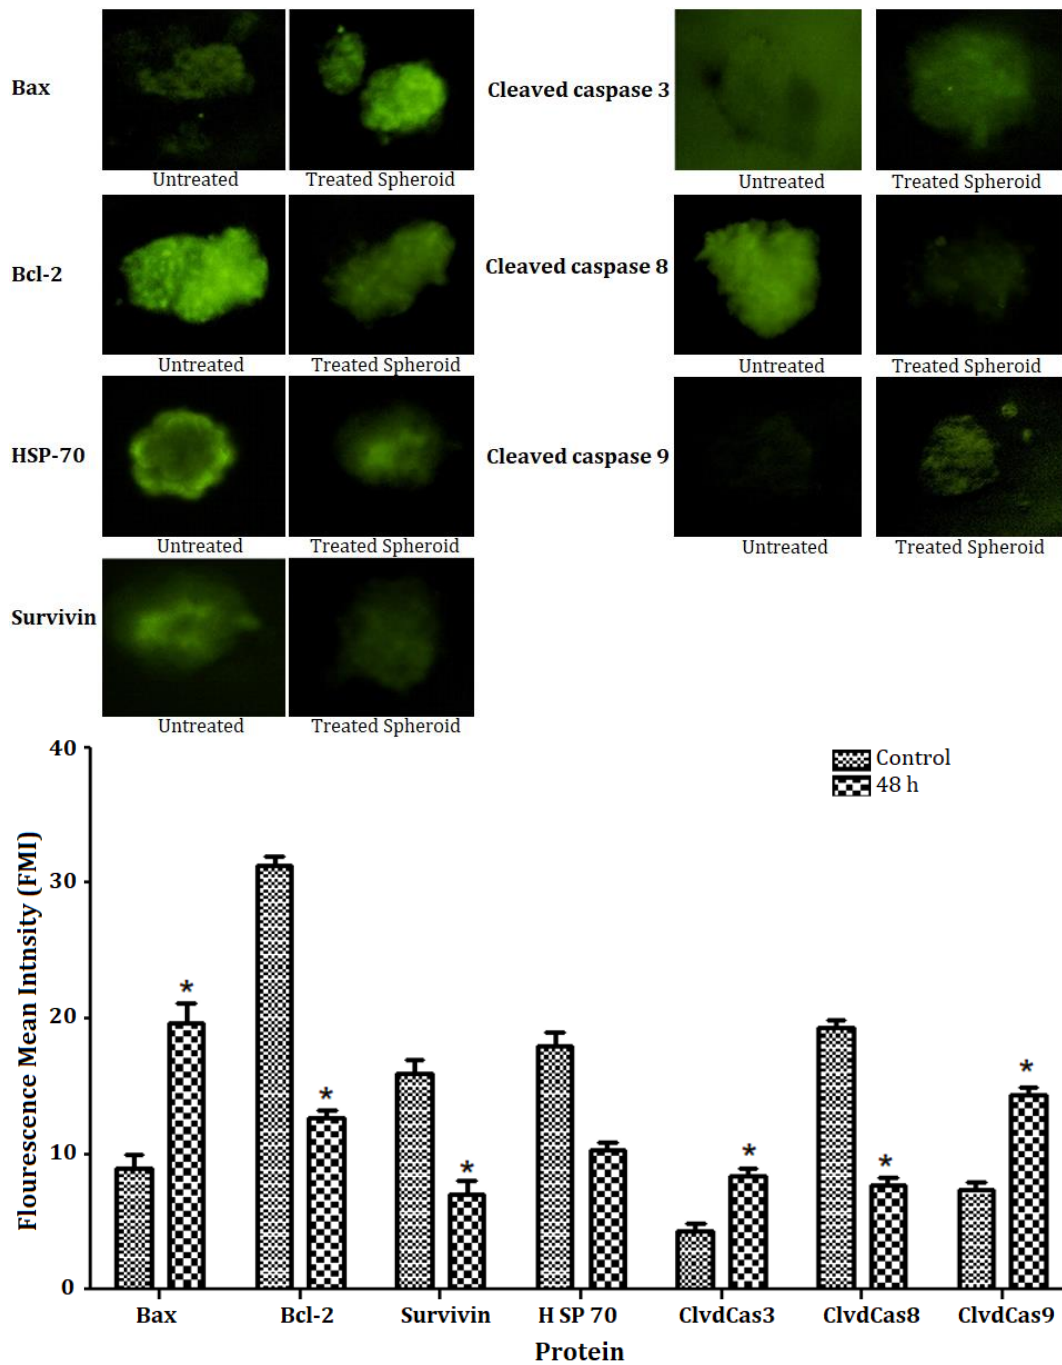 Bax
Untreated
Treated Spheroid
Cleaved caspase 3
Untreated
Treated Spheroid
Bcl-2
Untreated
Treated Spheroid
Cleaved caspase 8
Untreated
Treated Spheroid
HSP-70
Untreated
Treated Spheroid
Cleaved caspase 9
Untreated
Treated Spheroid
Survivin
Untreated
Treated Spheroid
Flourescence Mean Intnsity (FMI)
40
30
20
10
0
Control
48 h
*
*
*
*
*
*
Bax
Bcl-2
Survivin
H SP 70
ClvdCas3
ClvdCas8
ClvdCas9
Protein